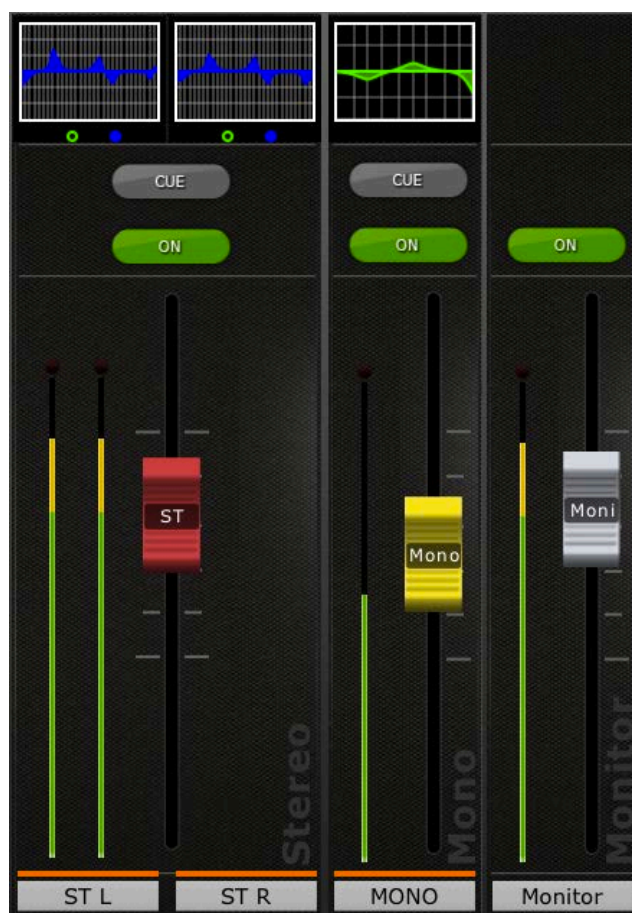 CUE
CUE
ON
ON
ON
ST
Mono
Moni
Stereo
Mono
Monitor
ST L
ST R
MONO
Monitor